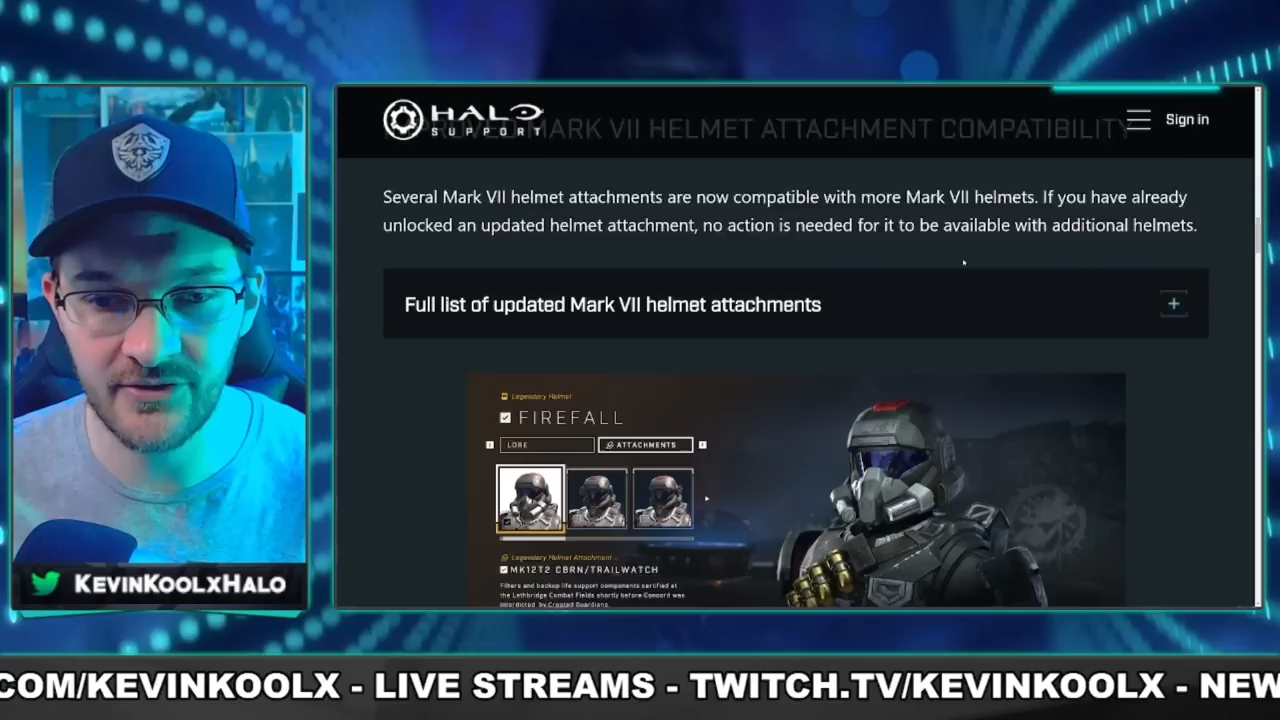 HALO
SUPPORT
MARK VII HELMET ATTACHMENT COMPATIBILITY
Sign in
Several Mark VII helmet attachments are now compatible with more Mark VII helmets. If you have already
unlocked an updated helmet attachment, no action is needed for it to be available with additional helmets.
Full list of updated Mark VII helmet attachments
+
Legendary Helmet
FIREFALL
LORE
ATTACHMENTS
Legendary Helmet Attachment
MK12T2 CBRN/TRAILWATCH
Filters and backup life support components certified at
the Lethbridge Combat Fields shortly before Concord was
interdicted by Created Guardians.
KEVINKOOLXHALO
COM/KEVINKOOLX - LIVE STREAMS - TWITCH.TV/KEVINKOOLX - NEW